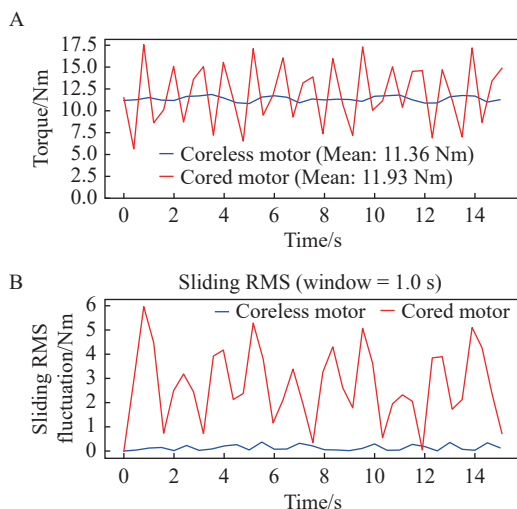 A
17.5
15.0
12.5
10.0
7.5
5.0
2.5
0.0
Torque/Nm
Coreless motor (Mean: 11.36 Nm)
Cored motor (Mean: 11.93 Nm)
0 2 4 6 8 10 12 14
Time/s
B
Sliding RMS (window = 1.0 s)
6
5
4
3
2
1
0
Sliding RMS
fluctuation/Nm
Coreless motor Cored motor
0 2 4 6 8 10 12 14
Time/s